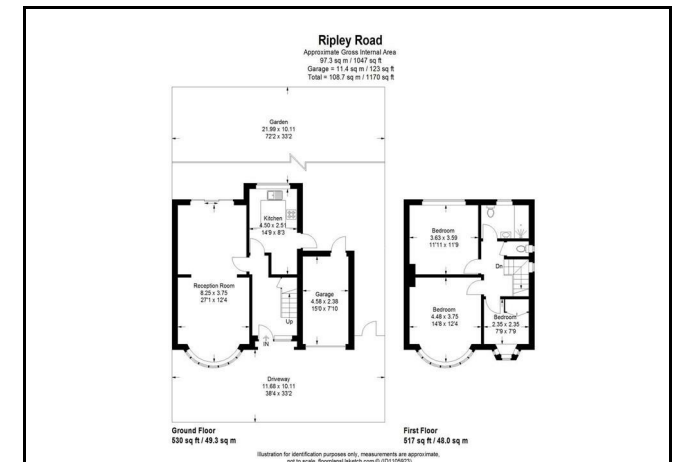 Ripley Road
Approximate Gross Internal Area
97.3 sq m / 1047 sq ft
Garage = 11.4 sq m / 123 sq ft
Total = 108.7 sq m / 1170 sq ft
Garden
21.99 x 10.11
72'2 x 33'2
Kitchen
4.50 x 2.51
14'9 x 8'3
Reception Room
8.25 x 3.75
27'1 x 12'4
Garage
4.58 x 2.38
15'0 x 7'10
Up
IN
Driveway
11.68 x 10.11
38'4 x 33'2
Bedroom
3.63 x 3.59
11'11 x 11'9
Dn
Bedroom
4.48 x 3.75
14'8 x 12'4
Bedroom
2.35 x 2.35
7'9 x 7'9
Ground Floor
530 sq ft / 49.3 sq m
First Floor
517 sq ft / 48.0 sq m
Illustration for identification purposes only, measurements are approximate,
not to scale. floorplansUsketch.com © (ID1105923)